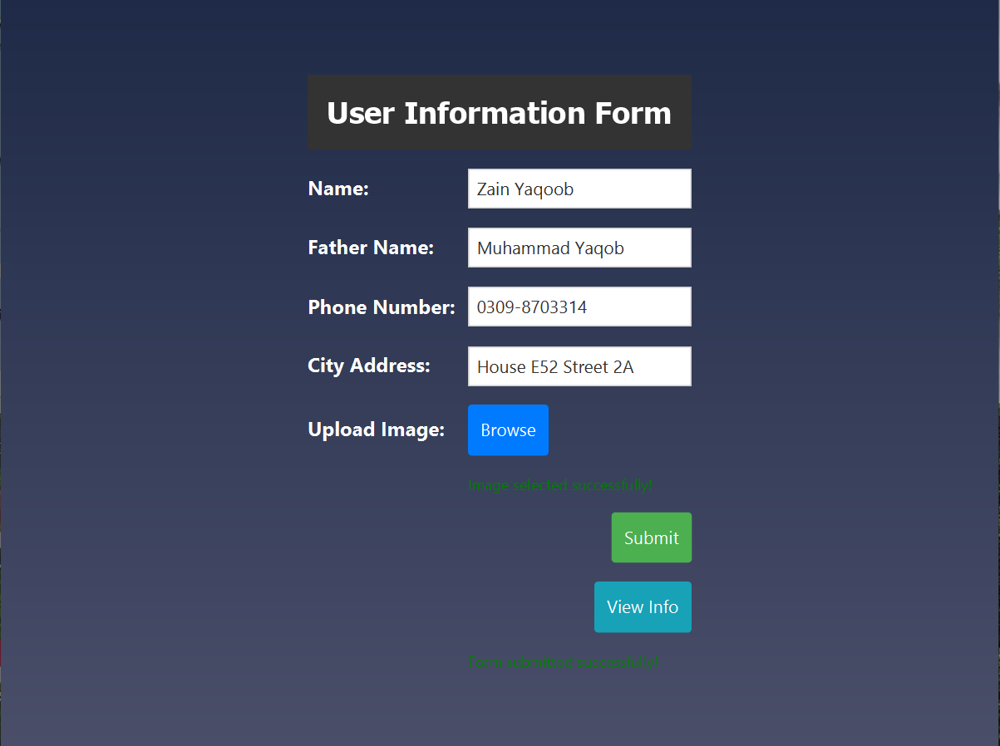 User Information Form
Name: Zain Yaqoob
Father Name: Muhammad Yaqob
Phone Number: 0309-8703314
City Address: House E52 Street 2A
Upload Image: Browse
Image selected successfully!
Submit
View Info
Form submitted successfully!